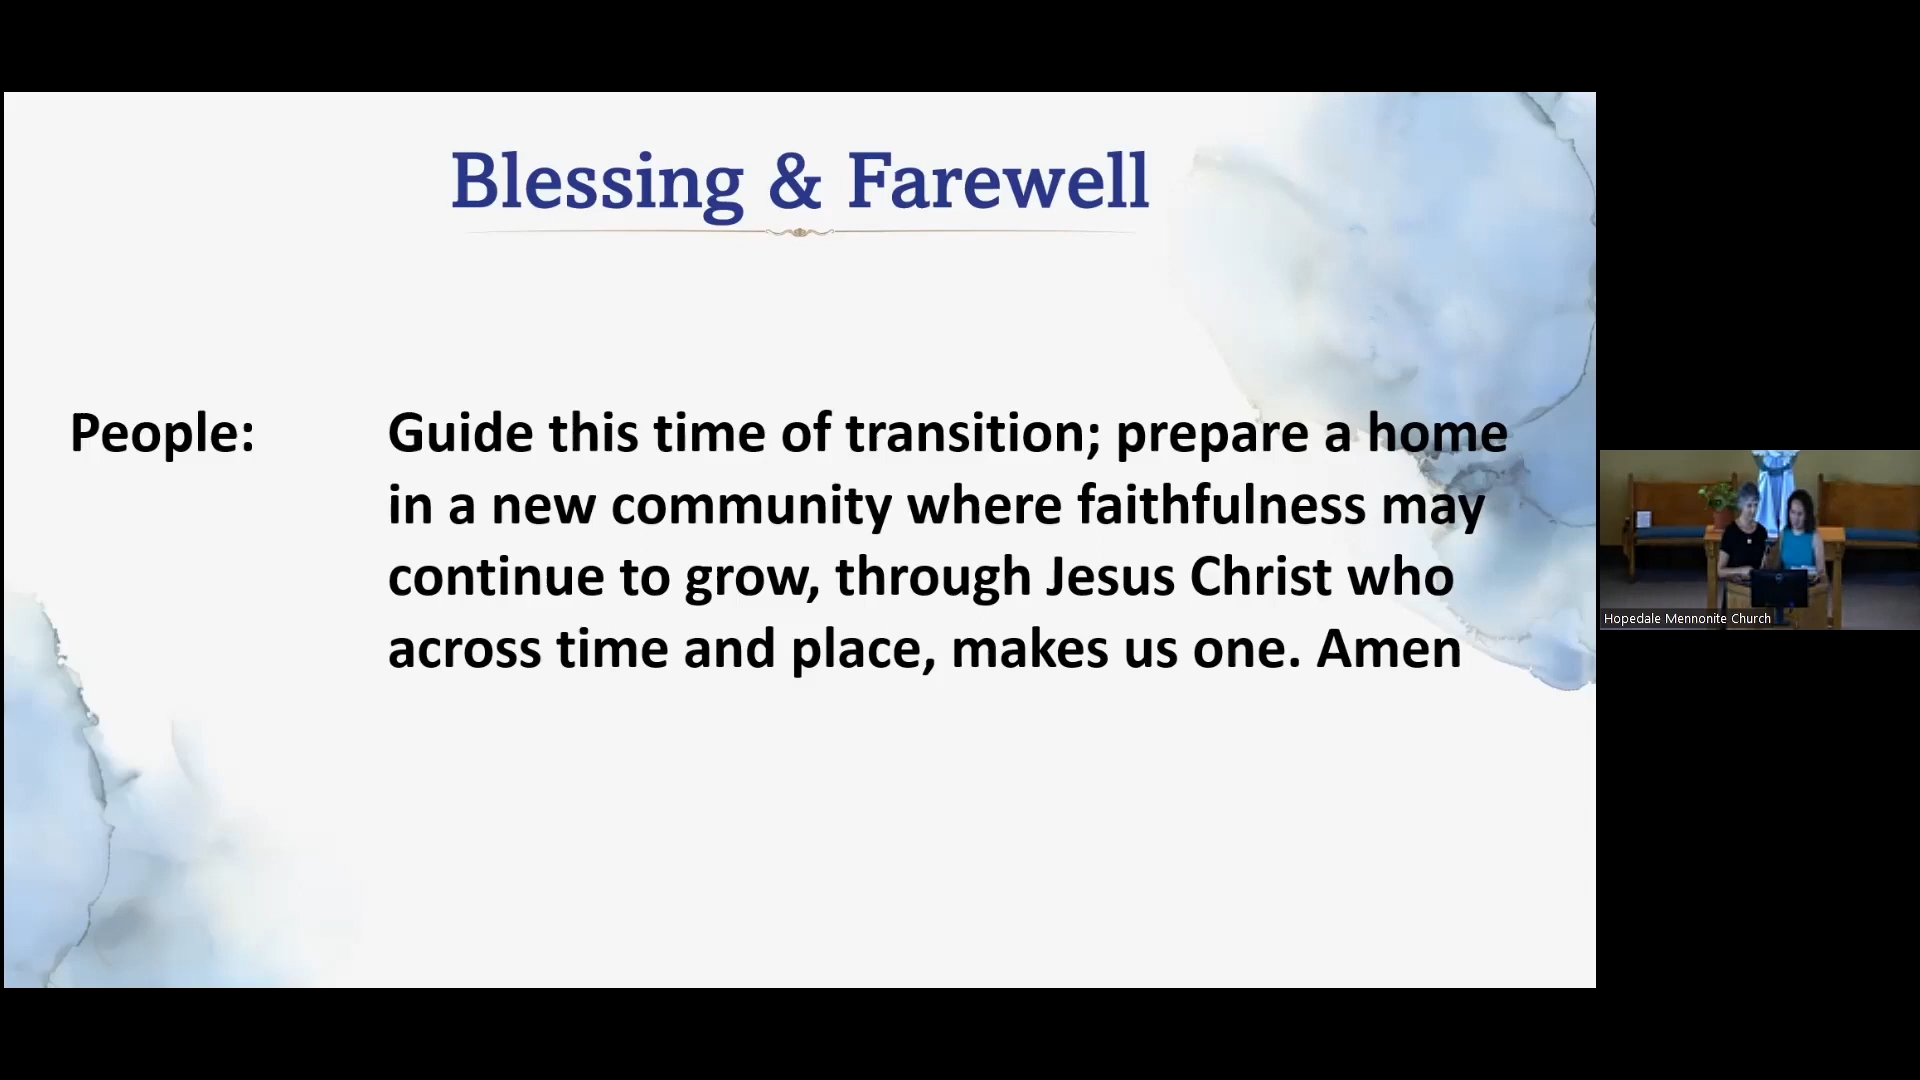 Blessing & Farewell
People: Guide this time of transition; prepare a home
in a new community where faithfulness may
continue to grow, through Jesus Christ who
across time and place, makes us one. Amen
Hopedale Mennonite Church